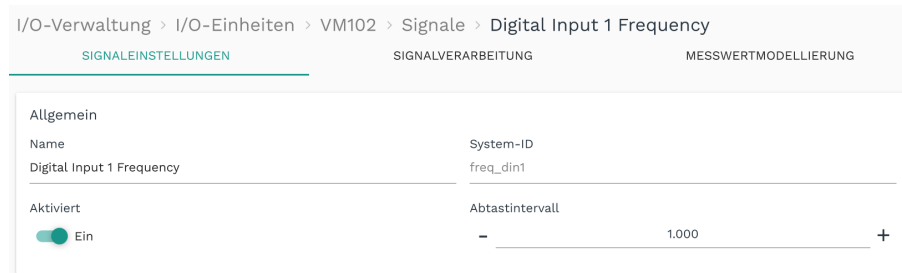 I/O-Verwaltung > I/O-Einheiten > VM102 > Signale > Digital Input 1 Frequency
SIGNALEINSTELLUNGEN SIGNALVERARBEITUNG MESSWERTMODELLIERUNG
Allgemein
Name System-ID
Digital Input 1 Frequency freq_din1
Aktiviert Abtastintervall
Ein - 1.000 +